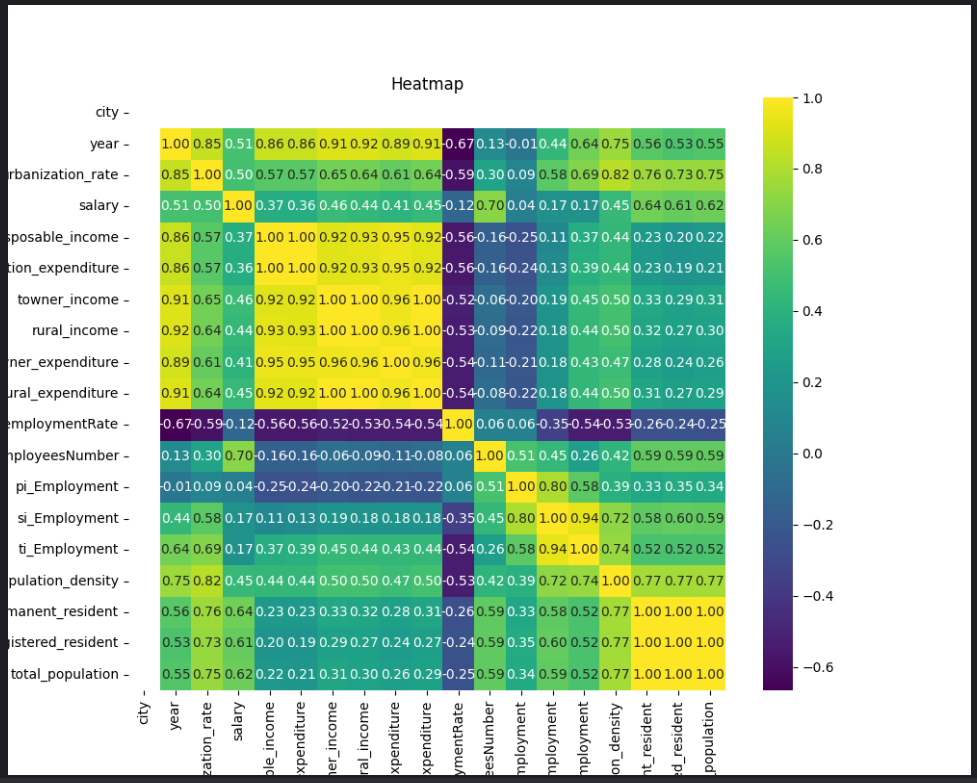 Heatmap
city
year 1.00 0.85 0.51 0.86 0.86 0.91 0.92 0.89 0.91 -0.67 0.13 -0.01 0.44 0.64 0.75 0.56 0.53 0.55
rbanization_rate 0.85 1.00 0.50 0.57 0.57 0.65 0.64 0.61 0.64 -0.59 0.30 0.09 0.58 0.69 0.82 0.76 0.73 0.75
salary 0.51 0.50 1.00 0.37 0.36 0.46 0.44 0.41 0.45 -0.12 0.70 0.04 0.17 0.17 0.45 0.64 0.61 0.62
sposable_income 0.86 0.57 0.37 1.00 1.00 0.92 0.93 0.95 0.92 -0.56 -0.16 -0.25 0.11 0.37 0.44 0.23 0.20 0.22
tion_expenditure 0.86 0.57 0.36 1.00 1.00 0.92 0.93 0.95 0.92 -0.56 -0.16 -0.24 0.13 0.39 0.44 0.23 0.19 0.21
towner_income 0.91 0.65 0.46 0.92 0.92 1.00 1.00 0.96 1.00 -0.52 -0.06 -0.20 0.19 0.45 0.50 0.33 0.29 0.31
rural_income 0.92 0.64 0.44 0.93 0.93 1.00 1.00 0.96 1.00 -0.53 -0.09 -0.22 0.18 0.44 0.50 0.32 0.27 0.30
ner_expenditure 0.89 0.61 0.41 0.95 0.95 0.96 0.96 1.00 0.96 -0.54 -0.11 -0.21 0.18 0.43 0.47 0.28 0.24 0.26
ural_expenditure 0.91 0.64 0.45 0.92 0.92 1.00 1.00 0.96 1.00 -0.54 -0.08 -0.22 0.18 0.44 0.50 0.31 0.27 0.29
employmentRate -0.67 -0.59 -0.12 -0.56 -0.56 -0.52 -0.53 -0.54 -0.54 1.00 0.06 0.06 -0.35 -0.54 -0.53 -0.26 -0.24 -0.25
nployeesNumber 0.13 0.30 0.70 -0.16 -0.16 -0.06 -0.09 -0.11 -0.08 0.06 1.00 0.51 0.45 0.26 0.42 0.59 0.59 0.59
pi_Employment -0.01 0.09 0.04 -0.25 -0.24 -0.20 -0.22 -0.21 -0.22 0.06 0.51 1.00 0.80 0.58 0.39 0.33 0.35 0.34
si_Employment 0.44 0.58 0.17 0.11 0.13 0.19 0.18 0.18 0.18 -0.35 0.45 0.80 1.00 0.94 0.72 0.58 0.60 0.59
ti_Employment 0.64 0.69 0.17 0.37 0.39 0.45 0.44 0.43 0.44 -0.54 0.26 0.58 0.94 1.00 0.74 0.52 0.52 0.52
pulation_density 0.75 0.82 0.45 0.44 0.44 0.50 0.50 0.47 0.50 -0.53 0.42 0.39 0.72 0.74 1.00 0.77 0.77 0.77
manent_resident 0.56 0.76 0.64 0.23 0.23 0.33 0.32 0.28 0.31 -0.26 0.59 0.33 0.58 0.52 0.77 1.00 1.00 1.00
gistered_resident 0.53 0.73 0.61 0.20 0.19 0.29 0.27 0.24 0.27 -0.24 0.59 0.35 0.60 0.52 0.77 1.00 1.00 1.00
total_population 0.55 0.75 0.62 0.22 0.21 0.31 0.30 0.26 0.29 -0.25 0.59 0.34 0.59 0.52 0.77 1.00 1.00 1.00
city
year
zation_rate
salary
ble_income
xpenditure
ner_income
ral_income
xpenditure
xpenditure
ymentRate
eesNumber
mployment
mployment
mployment
on_density
nt_resident
ed_resident
_population
1.0
0.8
0.6
0.4
0.2
0.0
−0.2
−0.4
−0.6